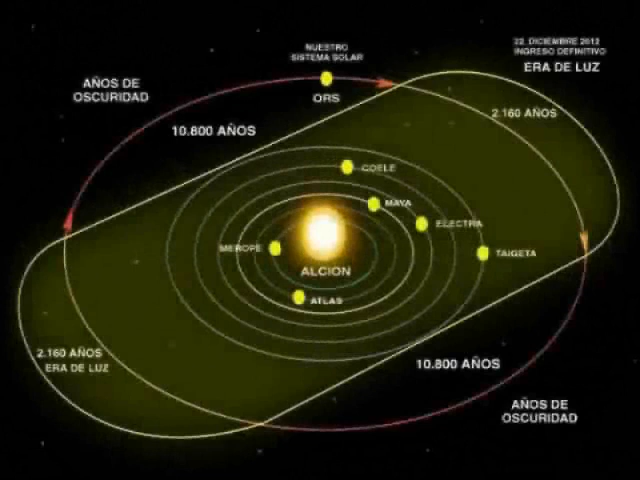 NUESTRO
SISTEMA SOLAR
ORS
22 DICIEMBRE 2012
INGRESO DEFINITIVO
ERA DE LUZ
AÑOS DE
OSCURIDAD
2.160 AÑOS
10.800 AÑOS
COELE
MAYA
ELECTRA
MEROPE
TAIGETA
ALCION
ATLAS
2.160 AÑOS
ERA DE LUZ
10.800 AÑOS
AÑOS DE
OSCURIDAD